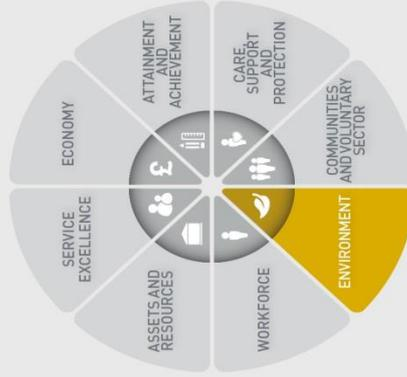 ATTAINMENT
AND
ACHIEVEMENT
CARE,
SUPPORT
AND
PROTECTION
COMMUNITIES
AND VOLUNTARY
SECTOR
ENVIRONMENT
WORKFORCE
ASSETS AND
RESOURCES
SERVICE
EXCELLENCE
ECONOMY
£